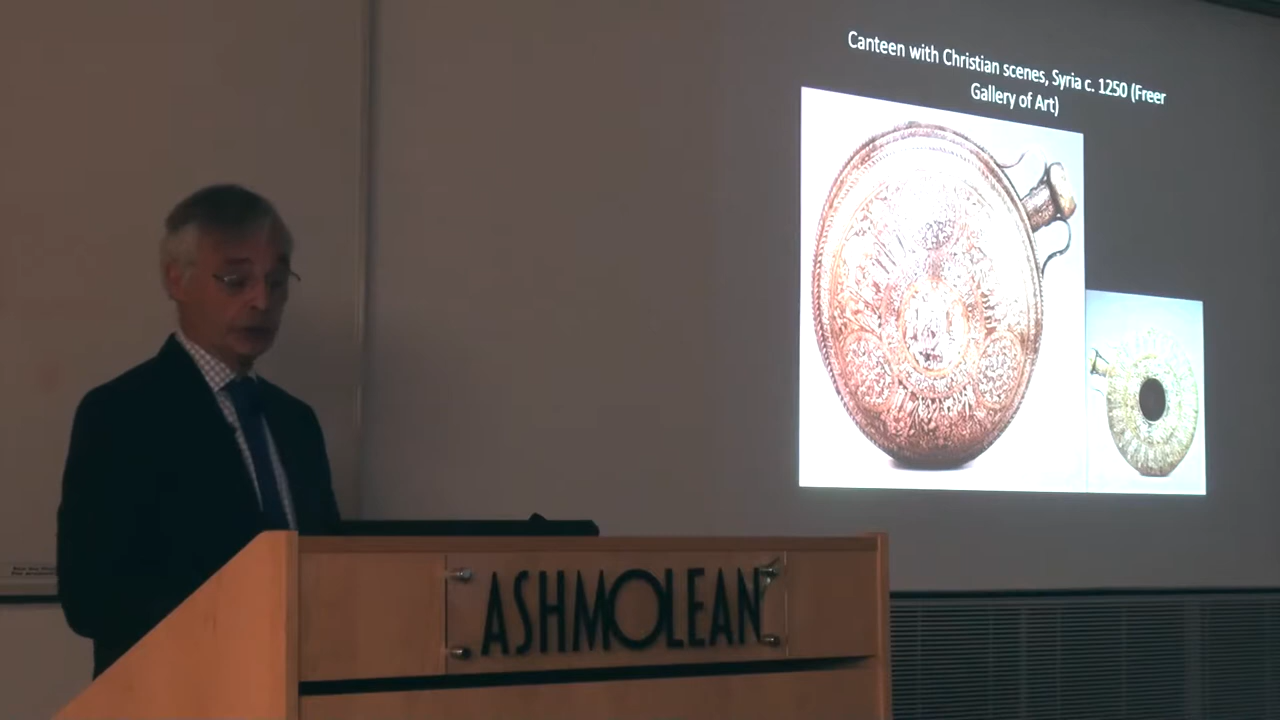 Canteen with Christian scenes, Syria c. 1250 (Freer
Gallery of Art)
ASHMOLEAN